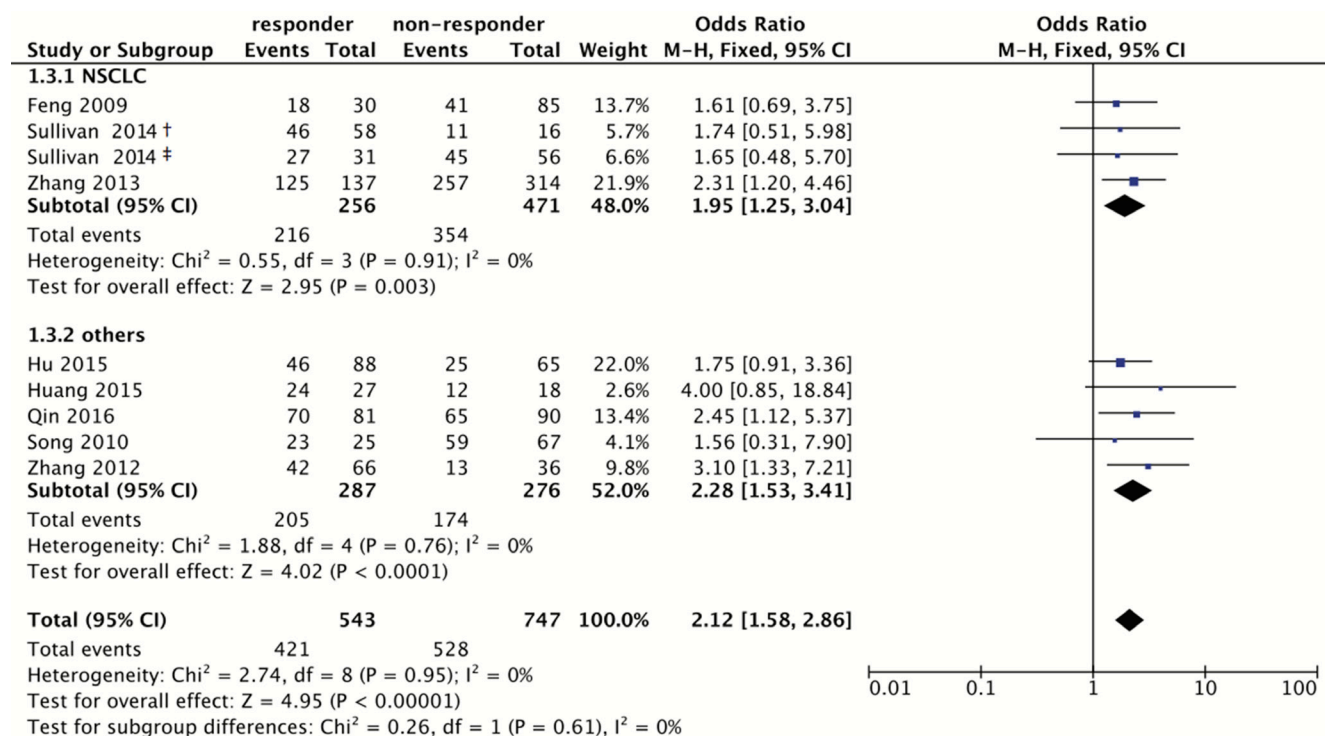 responder non-responder Odds Ratio Odds Ratio
Study or Subgroup Events Total Events Total Weight M-H, Fixed, 95% CI M-H, Fixed, 95% CI
1.3.1 NSCLC
Feng 2009 18 30 41 85 13.7% 1.61 [0.69, 3.75]
Sullivan 2014 † 46 58 11 16 5.7% 1.74 [0.51, 5.98]
Sullivan 2014 ‡ 27 31 45 56 6.6% 1.65 [0.48, 5.70]
Zhang 2013 125 137 257 314 21.9% 2.31 [1.20, 4.46]
Subtotal (95% CI) 256 471 48.0% 1.95 [1.25, 3.04]
Total events 216 354
Heterogeneity: Chi² = 0.55, df = 3 (P = 0.91); I² = 0%
Test for overall effect: Z = 2.95 (P = 0.003)
1.3.2 others
Hu 2015 46 88 25 65 22.0% 1.75 [0.91, 3.36]
Huang 2015 24 27 12 18 2.6% 4.00 [0.85, 18.84]
Qin 2016 70 81 65 90 13.4% 2.45 [1.12, 5.37]
Song 2010 23 25 59 67 4.1% 1.56 [0.31, 7.90]
Zhang 2012 42 66 13 36 9.8% 3.10 [1.33, 7.21]
Subtotal (95% CI) 287 276 52.0% 2.28 [1.53, 3.41]
Total events 205 174
Heterogeneity: Chi² = 1.88, df = 4 (P = 0.76); I² = 0%
Test for overall effect: Z = 4.02 (P < 0.0001)
Total (95% CI) 543 747 100.0% 2.12 [1.58, 2.86]
Total events 421 528
Heterogeneity: Chi² = 2.74, df = 8 (P = 0.95); I² = 0%
0.01 0.1 1 10 100
Test for overall effect: Z = 4.95 (P < 0.00001)
Test for subgroup differences: Chi² = 0.26, df = 1 (P = 0.61), I² = 0%